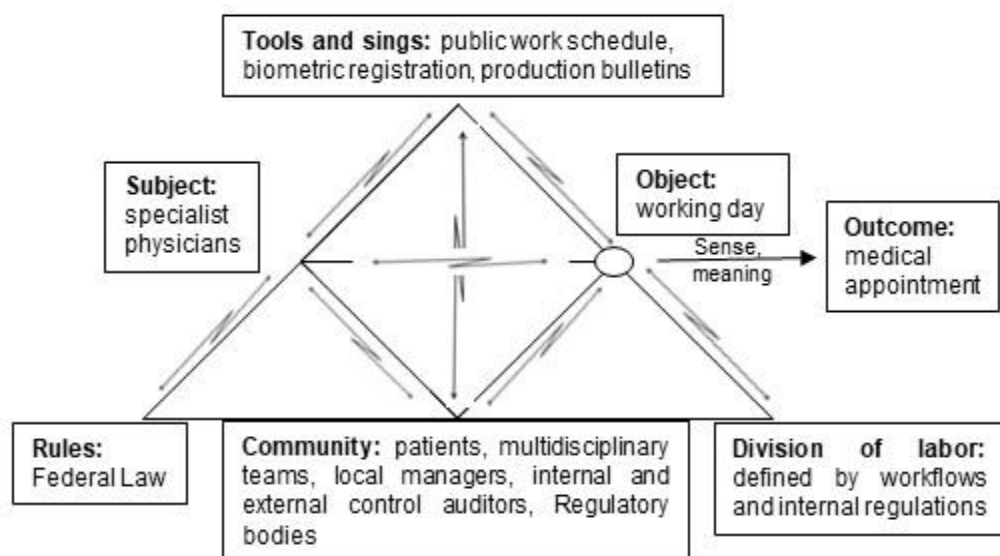 Tools and sings: public work schedule,
biometric registration, production bulletins
Subject:
specialist
physicians
Object:
working day
Sense,
meaning
Outcome:
medical
appointment
Rules:
Federal Law
Community: patients, multidisciplinary
teams, local managers, internal and
external control auditors, Regulatory
bodies
Division of labor:
defined by workflows
and internal regulations